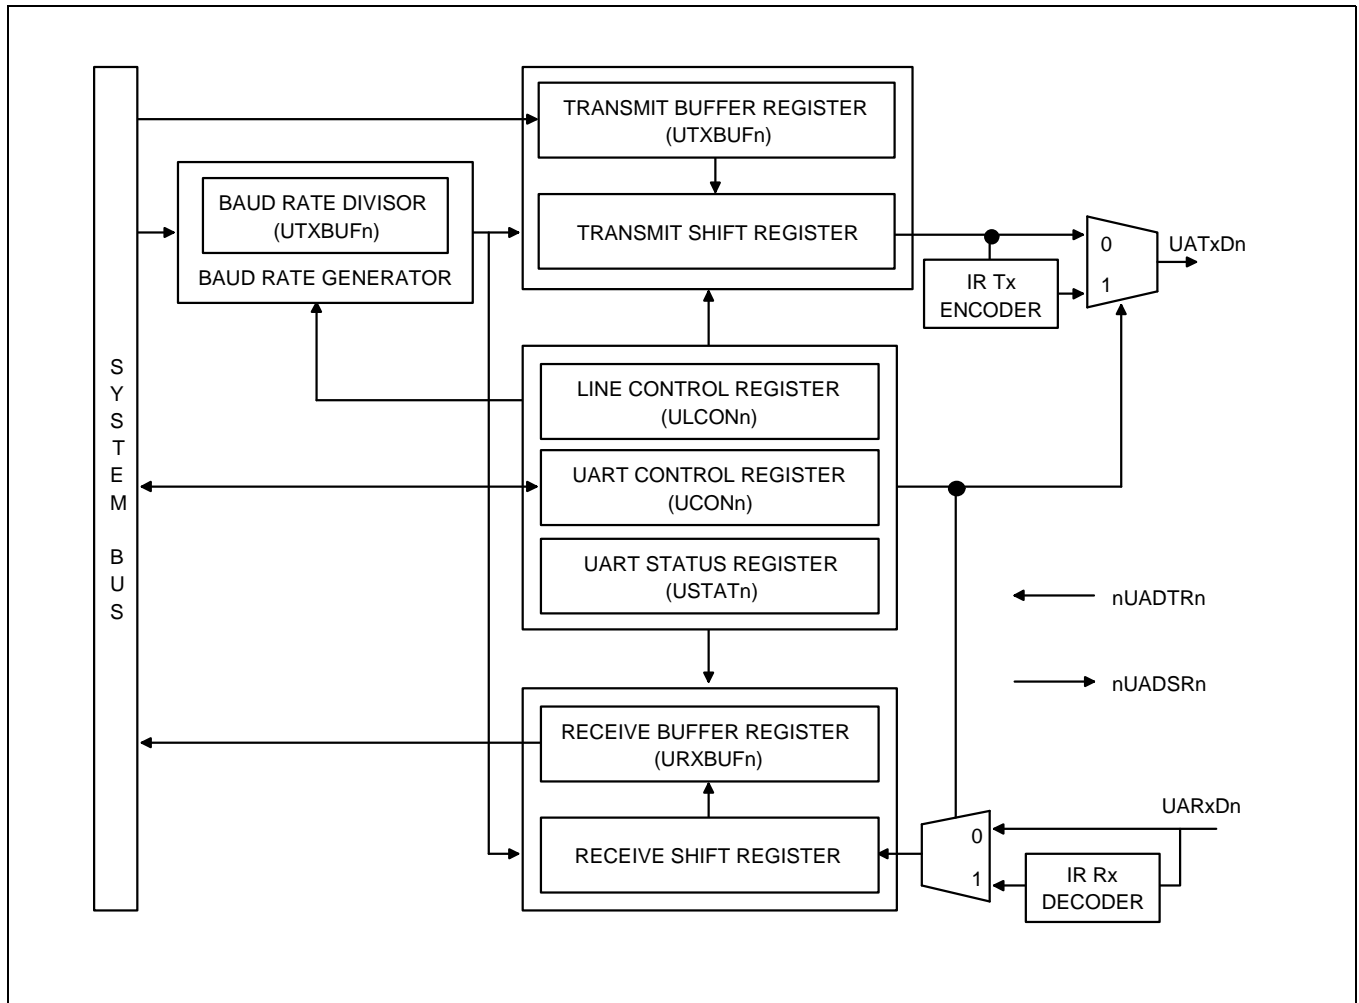 SYSTEM BUS
TRANSMIT BUFFER REGISTER
(UTXBUFn)
BAUD RATE DIVISOR
(UTXBUFn)
BAUD RATE GENERATOR
TRANSMIT SHIFT REGISTER
0
1
UATxDn
IR Tx
ENCODER
LINE CONTROL REGISTER
(ULCONn)
UART CONTROL REGISTER
(UCONn)
UART STATUS REGISTER
(USTATn)
nUADTRn
nUADSRn
RECEIVE BUFFER REGISTER
(URXBUFn)
RECEIVE SHIFT REGISTER
UARxDn
0
1
IR Rx
DECODER